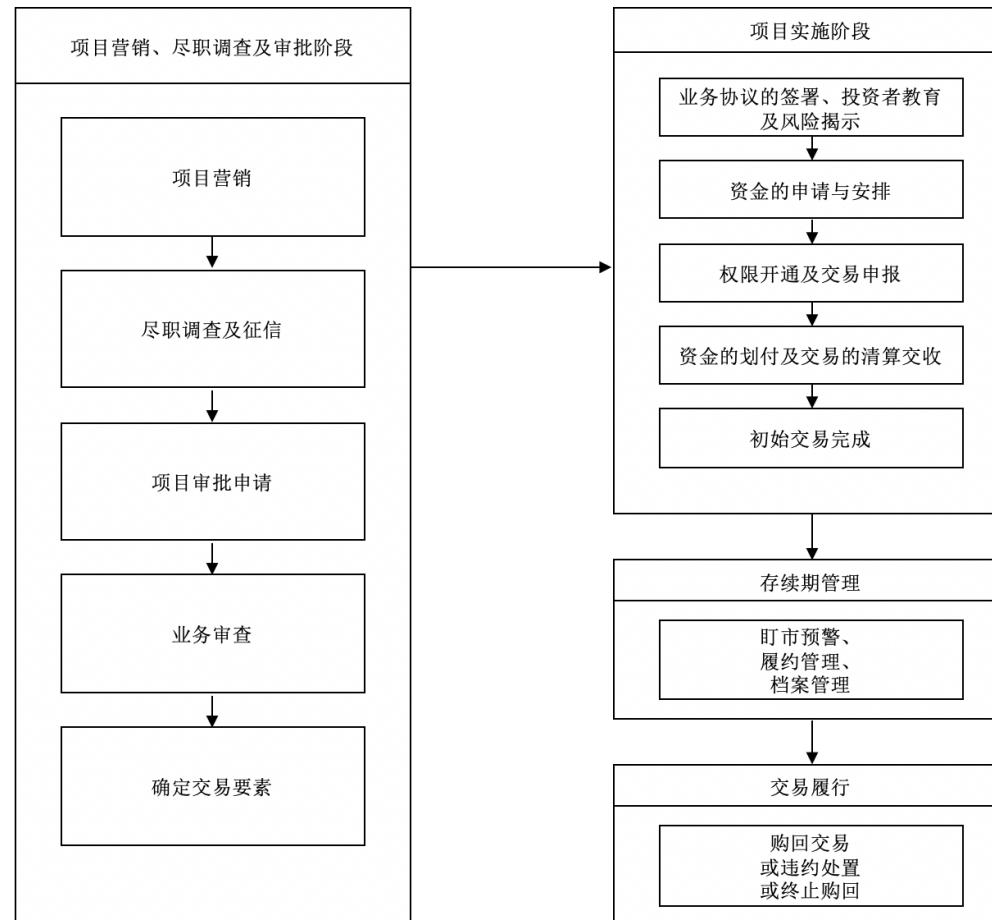 项目营销、尽职调查及审批阶段
项目营销
尽职调查及征信
项目审批申请
业务审查
确定交易要素
项目实施阶段
业务协议的签署、投资者教育
及风险揭示
资金的申请与安排
权限开通及交易申报
资金的划付及交易的清算交收
初始交易完成
存续期管理
盯市预警、
履约管理、
档案管理
交易履行
购回交易
或违约处置
或终止购回